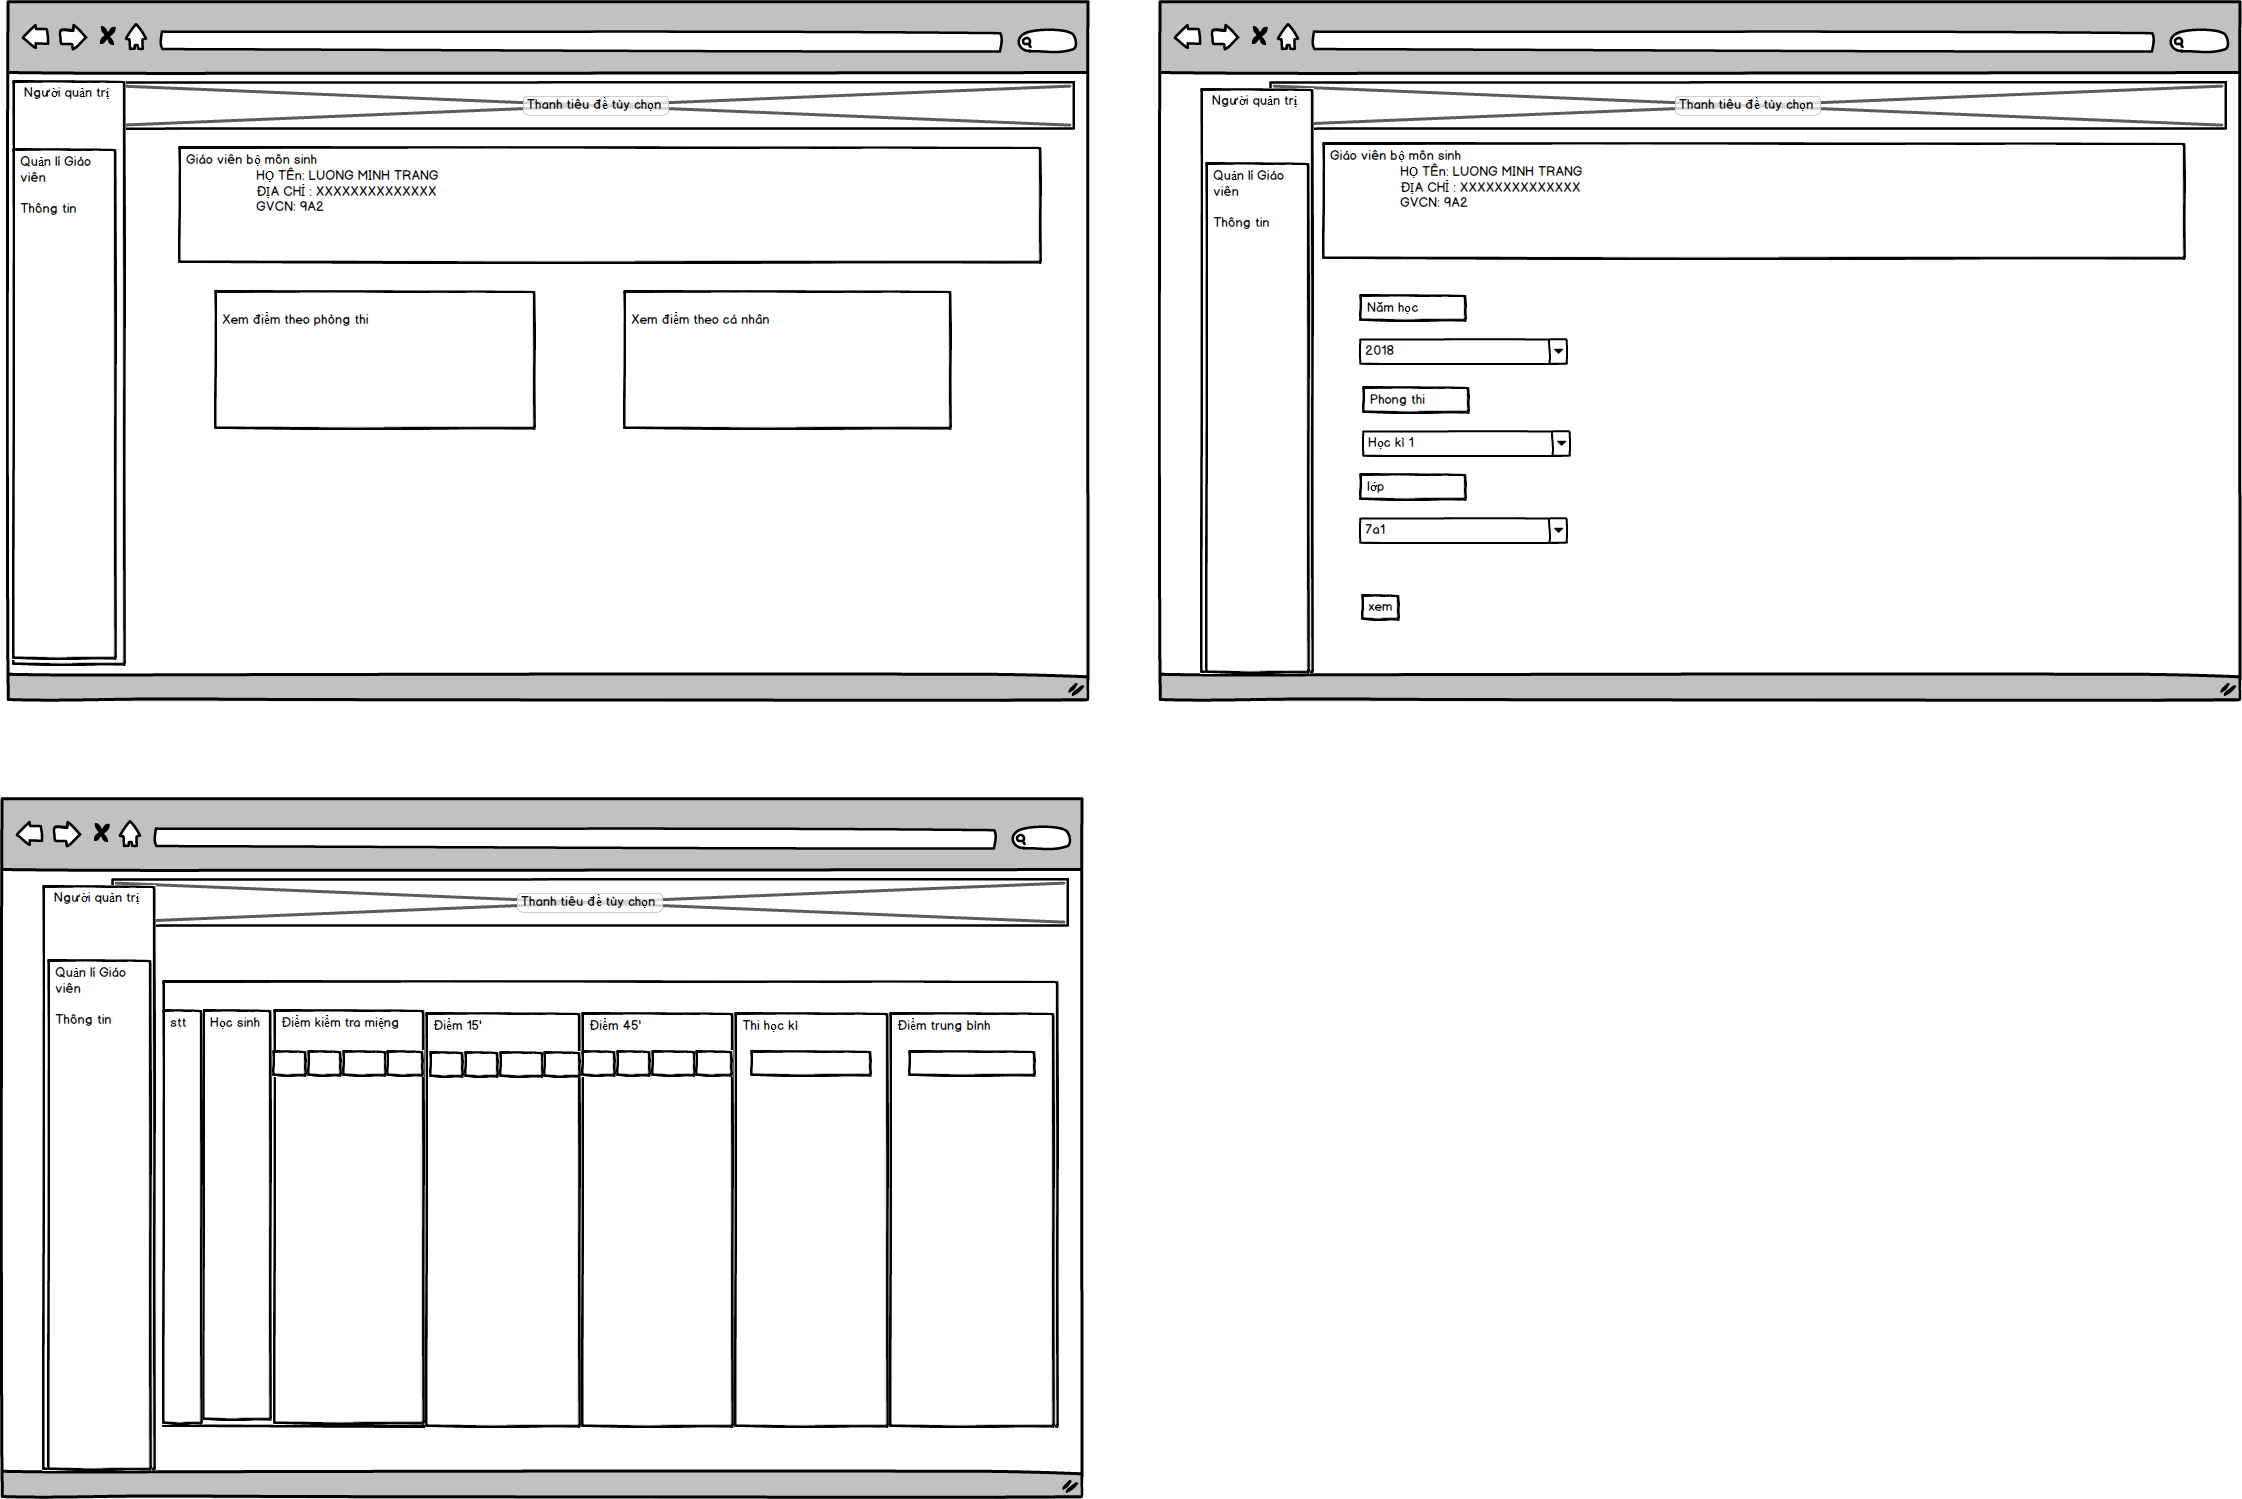 Người quản trị
Thanh tiêu đề tùy chọn
Quản lí Giáo
viên
Thông tin
Giáo viên bộ môn sinh
HỌ TÊn: LUONG MINH TRANG
ĐỊA CHỈ : XXXXXXXXXXXXXX
GVCN: 9A2
Xem điểm theo phòng thi
Xem điểm theo cá nhân
Người quản trị
Thanh tiêu đề tùy chọn
Quản lí Giáo
viên
Thông tin
Giáo viên bộ môn sinh
HỌ TÊn: LUONG MINH TRANG
ĐỊA CHỈ : XXXXXXXXXXXXXX
GVCN: 9A2
Năm học
2018
Phong thi
Học kì 1
lớp
7a1
xem
Người quản trị
Thanh tiêu đề tùy chọn
Quản lí Giáo
viên
Thông tin
stt
Học sinh
Điểm kiểm tra miệng
Điểm 15'
Điểm 45'
Thi học kì
Điểm trung bình